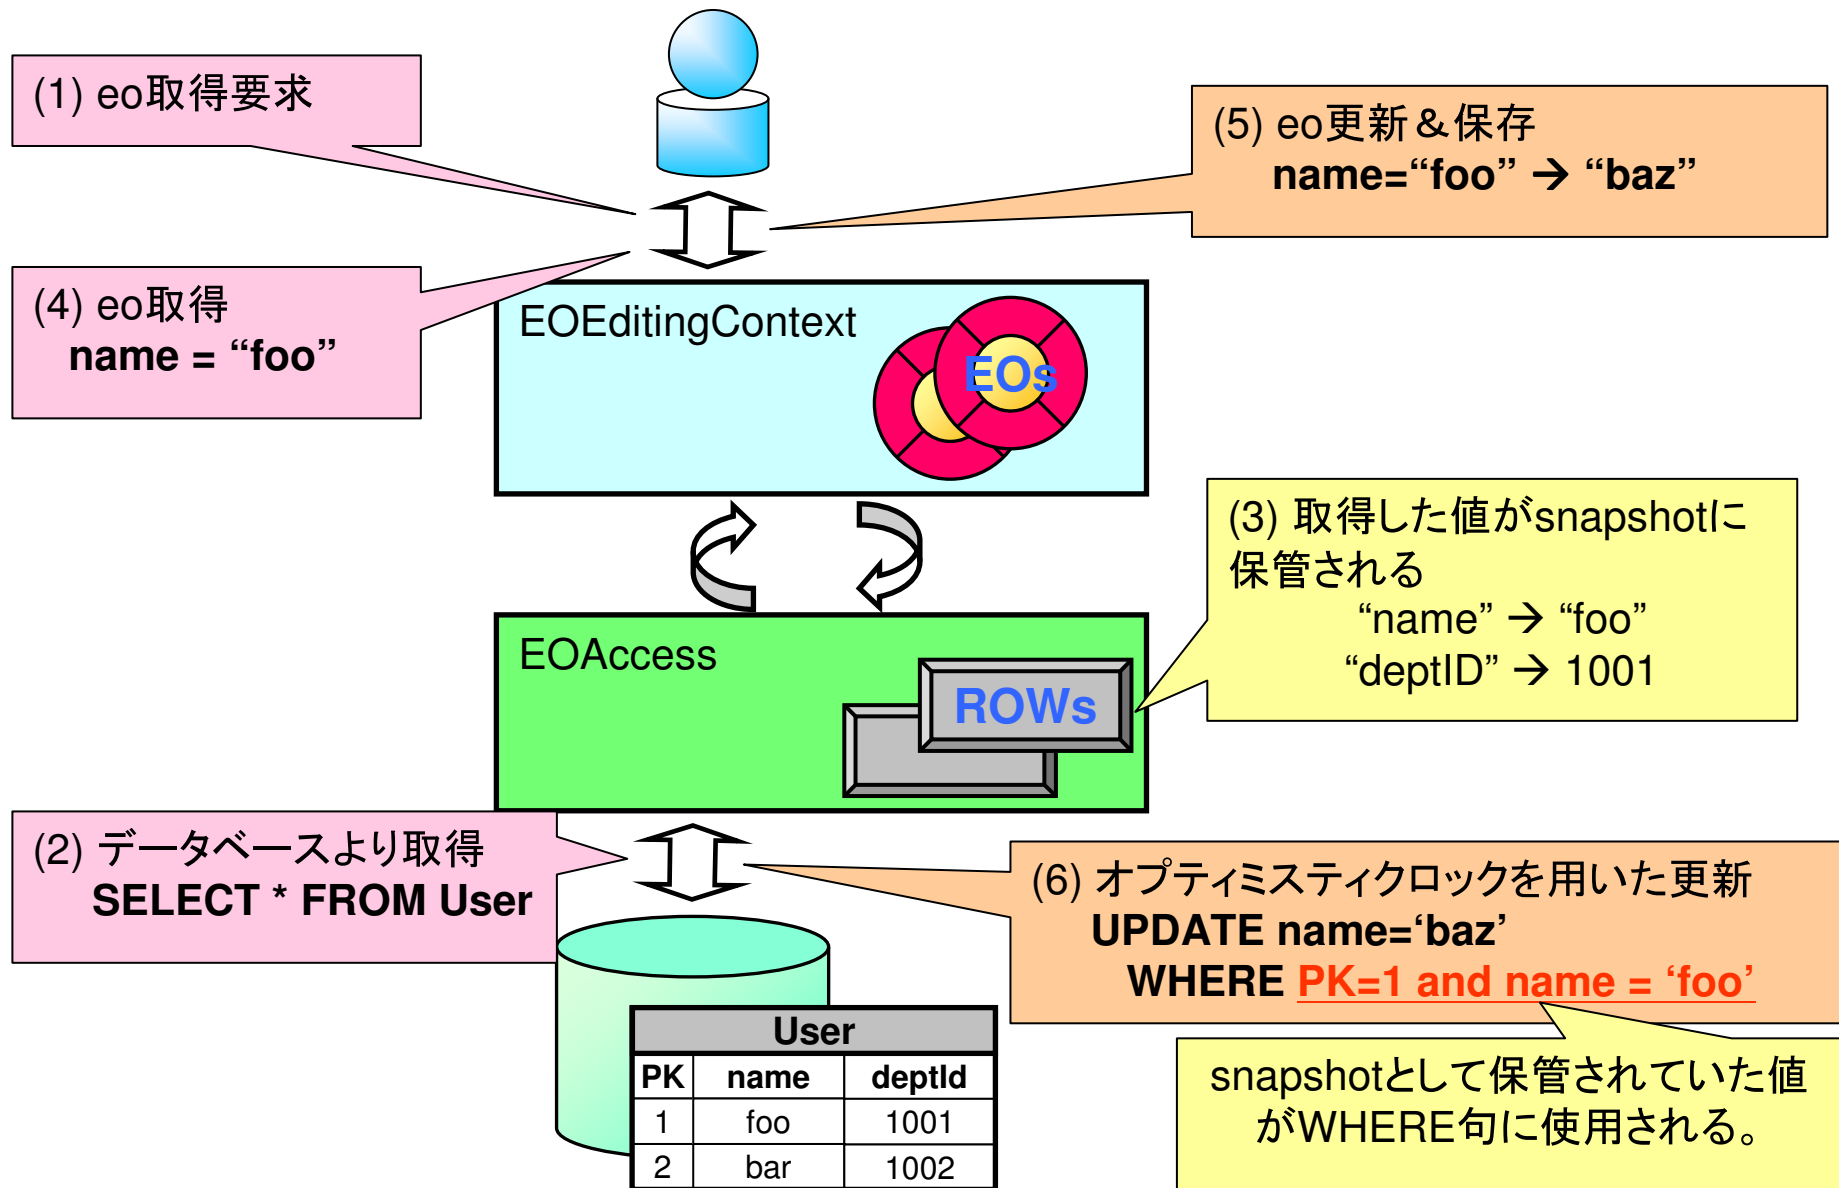 (1) eo取得要求
(5) eo更新＆保存
name=“foo” → “baz”
(4) eo取得
name = “foo”
EOEditingContext
EOs
(3) 取得した値がsnapshotに
保管される
“name” → “foo”
“deptID” → 1001
EOAccess
ROWs
(2) データベースより取得
SELECT * FROM User
(6) オプティミスティクロックを用いた更新
UPDATE name=‘baz’
WHERE PK=1 and name = ‘foo’
User
PK name deptId
1 foo 1001
2 bar 1002
snapshotとして保管されていた値
がWHERE句に使用される。